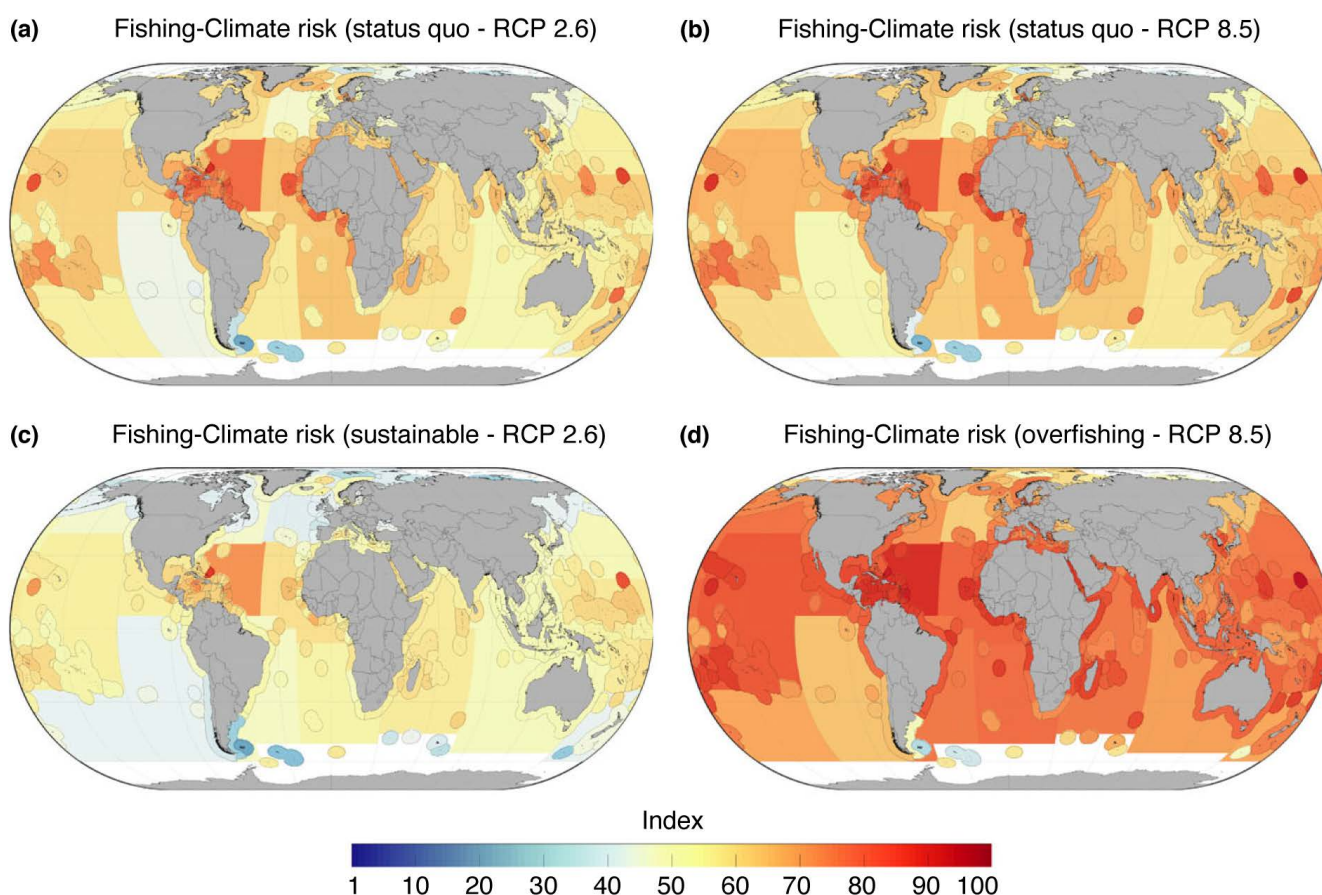 (a) Fishing-Climate risk (status quo - RCP 2.6)
(b) Fishing-Climate risk (status quo - RCP 8.5)
(c) Fishing-Climate risk (sustainable - RCP 2.6)
(d) Fishing-Climate risk (overfishing - RCP 8.5)
Index
1 10 20 30 40 50 60 70 80 90 100